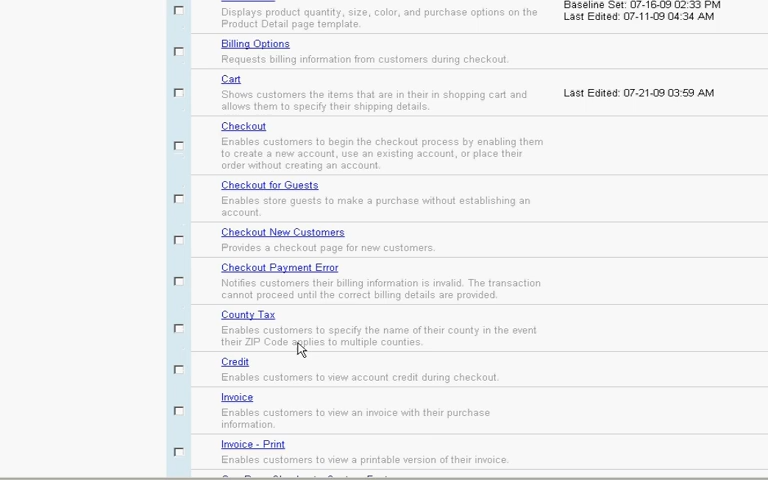 Displays product quantity, size, color, and purchase options on the
Product Detail page template.
Baseline Set: 07-16-09 02:33 PM
Last Edited: 07-11-09 04:34 AM
Billing Options
Requests billing information from customers during checkout.
Cart
Shows customers the items that are in their in shopping cart and
allows them to specify their shipping details.
Last Edited: 07-21-09 03:59 AM
Checkout
Enables customers to begin the checkout process by enabling them
to create a new account, use an existing account, or place their
order without creating an account.
Checkout for Guests
Enables store guests to make a purchase without establishing an
account.
Checkout New Customers
Provides a checkout page for new customers.
Checkout Payment Error
Notifies customers their billing information is invalid. The transaction
cannot proceed until the correct billing details are provided.
County Tax
Enables customers to specify the name of their county in the event
their ZIP Code applies to multiple counties.
Credit
Enables customers to view account credit during checkout.
Invoice
Enables customers to view an invoice with their purchase
information.
Invoice - Print
Enables customers to view a printable version of their invoice.